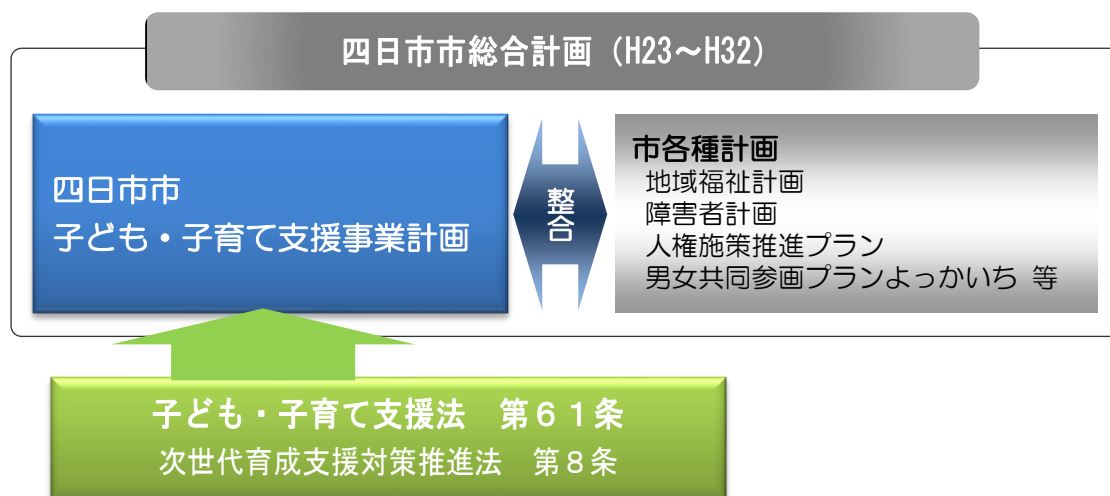 四日市市総合計画（H23～H32）
四日市市
子ども・子育て支援事業計画
整合
市各種計画
地域福祉計画
障害者計画
人権施策推進プラン
男女共同参画プランよっかいち 等
子ども・子育て支援法　第６１条
次世代育成支援対策推進法　第８条